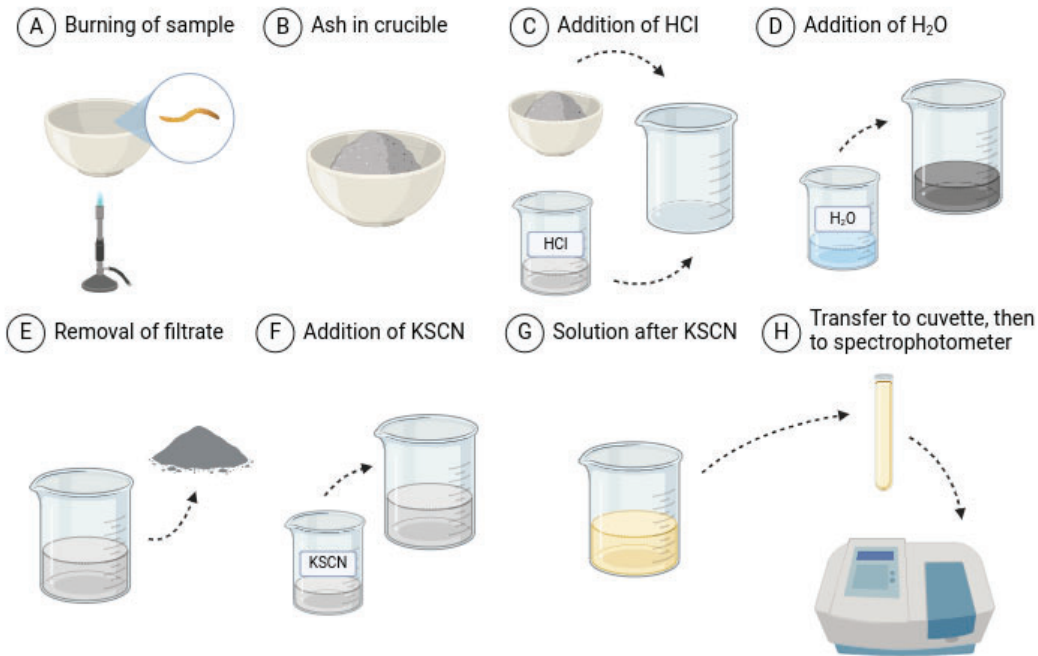 A Burning of sample
B Ash in crucible
C Addition of HCl
D Addition of H₂O
HCl
H₂O
E Removal of filtrate
F Addition of KSCN
G Solution after KSCN
H Transfer to cuvette, then
to spectrophotometer
KSCN